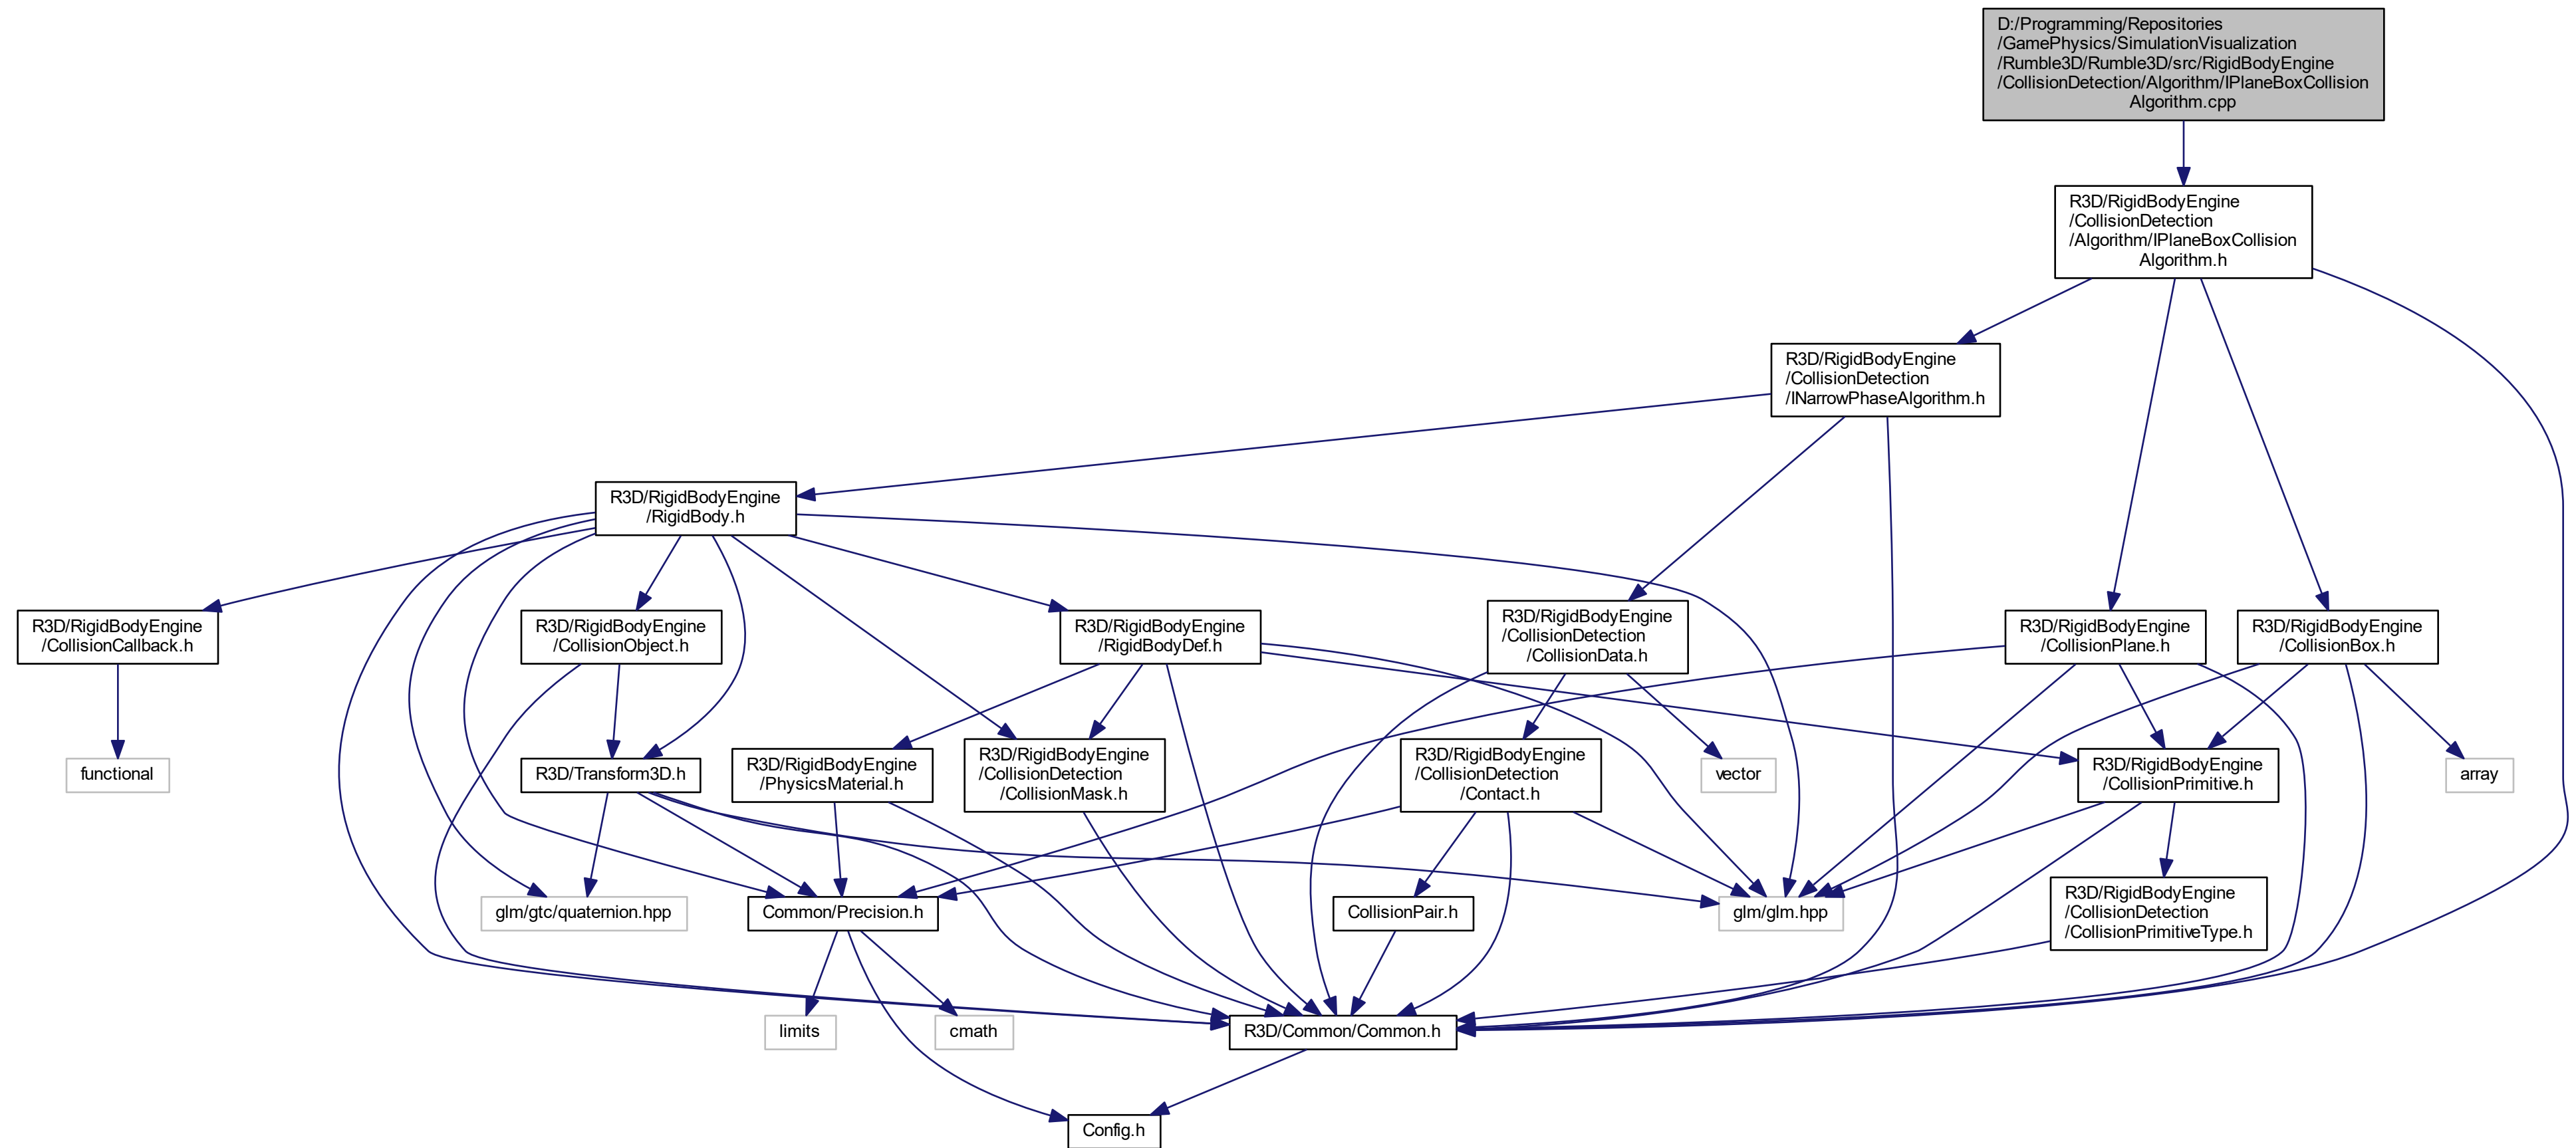 D:/Programming/Repositories
/GamePhysics/SimulationVisualization
/Rumble3D/Rumble3D/src/RigidBodyEngine
/CollisionDetection/Algorithm/IPlaneBoxCollision
Algorithm.cpp
R3D/RigidBodyEngine
/CollisionDetection
/Algorithm/IPlaneBoxCollision
Algorithm.h
R3D/RigidBodyEngine
/CollisionDetection
/INarrowPhaseAlgorithm.h
R3D/RigidBodyEngine
/RigidBody.h
R3D/RigidBodyEngine
/CollisionCallback.h
R3D/RigidBodyEngine
/CollisionObject.h
R3D/RigidBodyEngine
/RigidBodyDef.h
R3D/RigidBodyEngine
/CollisionDetection
/CollisionData.h
R3D/RigidBodyEngine
/CollisionPlane.h
R3D/RigidBodyEngine
/CollisionBox.h
functional
R3D/Transform3D.h
R3D/RigidBodyEngine
/PhysicsMaterial.h
R3D/RigidBodyEngine
/CollisionDetection
/CollisionMask.h
R3D/RigidBodyEngine
/CollisionDetection
/Contact.h
vector
R3D/RigidBodyEngine
/CollisionPrimitive.h
array
glm/gtc/quaternion.hpp
Common/Precision.h
CollisionPair.h
glm/glm.hpp
R3D/RigidBodyEngine
/CollisionDetection
/CollisionPrimitiveType.h
limits
cmath
R3D/Common/Common.h
Config.h